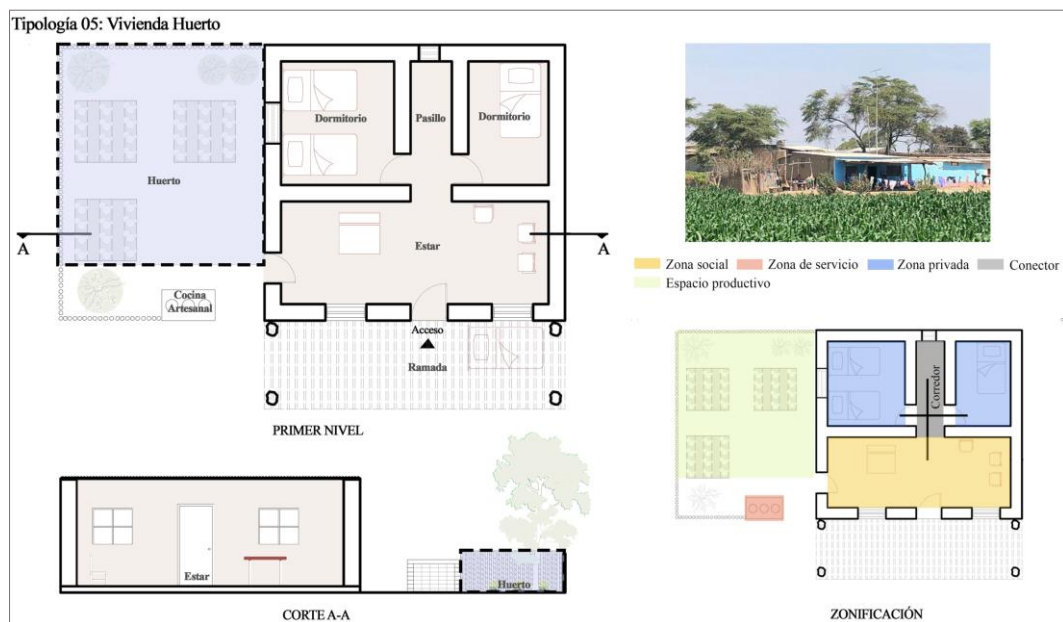 Tipología 05: Vivienda Huerto
Dormitorio
Pasillo
Dormitorio
Huerto
A
A
Estar
Cocina
Artesanal
Acceso
Ramada
PRIMER NIVEL
Zona social
Zona de servicio
Zona privada
Conector
Espacio productivo
Corredor
Estar
Huerto
CORTE A-A
ZONIFICACIÓN